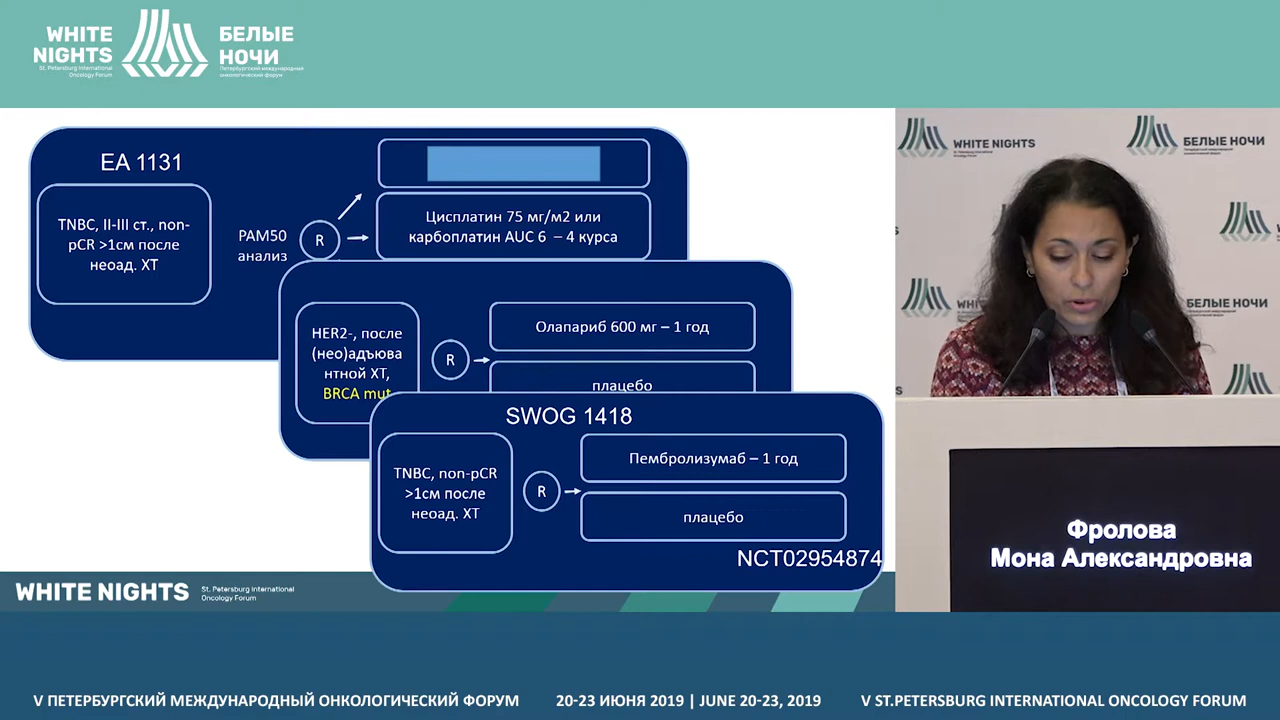 WHITE
NIGHTS
St. Petersburg International
Oncology Forum
БЕЛЫЕ
НОЧИ
Петербургский международный
онкологический форум
EA 1131
TNBC, II-III ст., non-
pCR >1см после
неоад. ХТ
PAM50
анализ
R
Цисплатин 75 мг/м2 или
карбоплатин AUC 6 – 4 курса
HER2-, после
(нео)адъюва
нтной ХТ,
BRCA mut
R
Олапариб 600 мг – 1 год
плацебо
SWOG 1418
TNBC, non-pCR
>1см после
неоад. ХТ
R
Пембролизумаб – 1 год
плацебо
NCT02954874
WHITE NIGHTS
St. Petersburg International
Oncology Forum
WHITE NIGHTS
БЕЛЫЕ НОЧИ
БЕЛЫЕ НОЧИ
Фролова
Мона Александровна
V ПЕТЕРБУРГСКИЙ МЕЖДУНАРОДНЫЙ ОНКОЛОГИЧЕСКИЙ ФОРУМ
20-23 ИЮНЯ 2019 | JUNE 20-23, 2019
V ST.PETERSBURG INTERNATIONAL ONCOLOGY FORUM